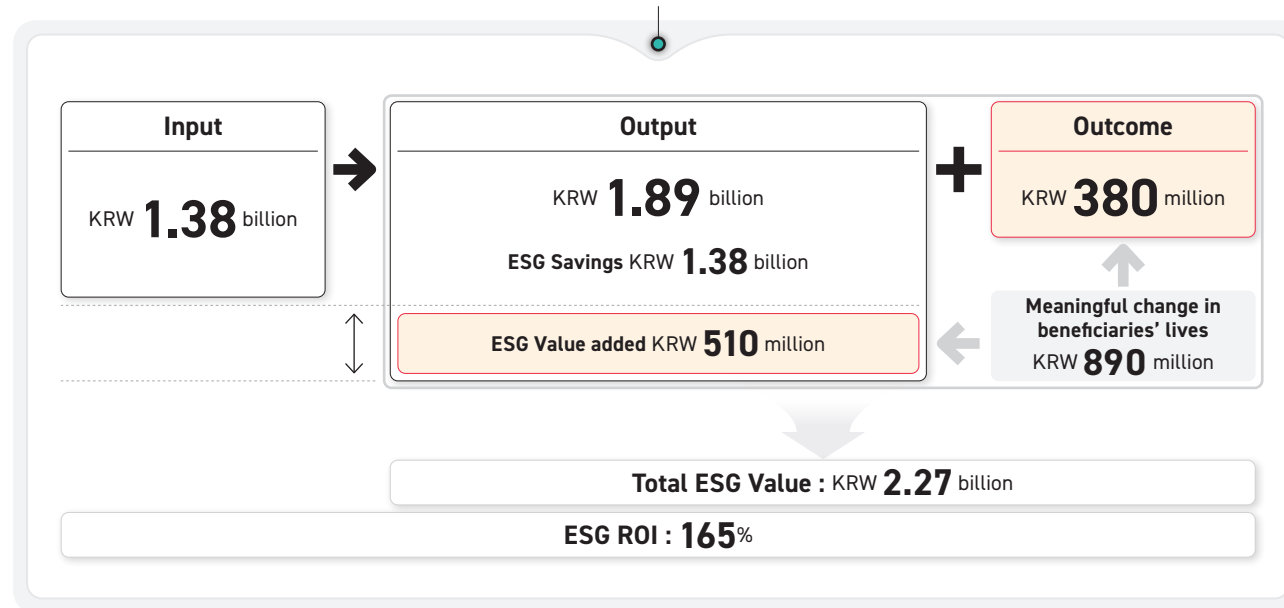 Input
KRW 1.38 billion
Output
KRW 1.89 billion
ESG Savings KRW 1.38 billion
ESG Value added KRW 510 million
Outcome
KRW 380 million
Meaningful change in
beneficiaries’ lives
KRW 890 million
Total ESG Value : KRW 2.27 billion
ESG ROI : 165%